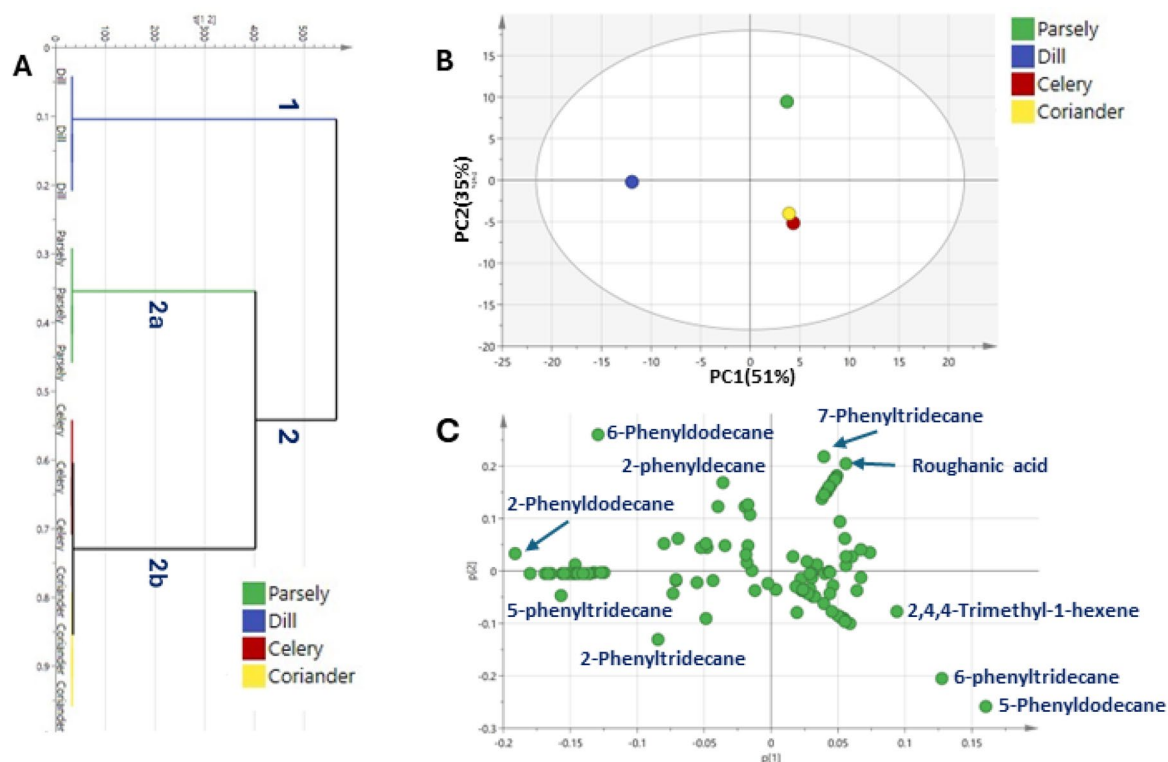 A
0
100
200
300
400
500
0
0.1
0.2
0.3
0.4
0.5
0.6
0.7
0.8
0.9
Dill
Dill
Dill
Parsely
Parsely
Parsely
Celery
Celery
Celery
Coriander
Coriander
Coriander
1
2a
2
2b
Parsely
Dill
Celery
Coriander
B
15
10
5
0
-5
-10
-15
-20
-25
-20
-15
-10
-5
0
5
10
15
20
PC2(35%)
PC1(51%)
Parsely
Dill
Celery
Coriander
C
0.2
0.1
0
-0.1
-0.2
-0.3
-0.2
-0.15
-0.1
-0.05
0
0.05
0.1
0.15
p[2]
p[1]
7-Phenyltridecane
6-Phenyldodecane
Roughanic acid
2-phenyldecane
2-Phenyldodecane
5-phenyltridecane
2,4,4-Trimethyl-1-hexene
2-Phenyltridecane
6-phenyltridecane
5-Phenyldodecane